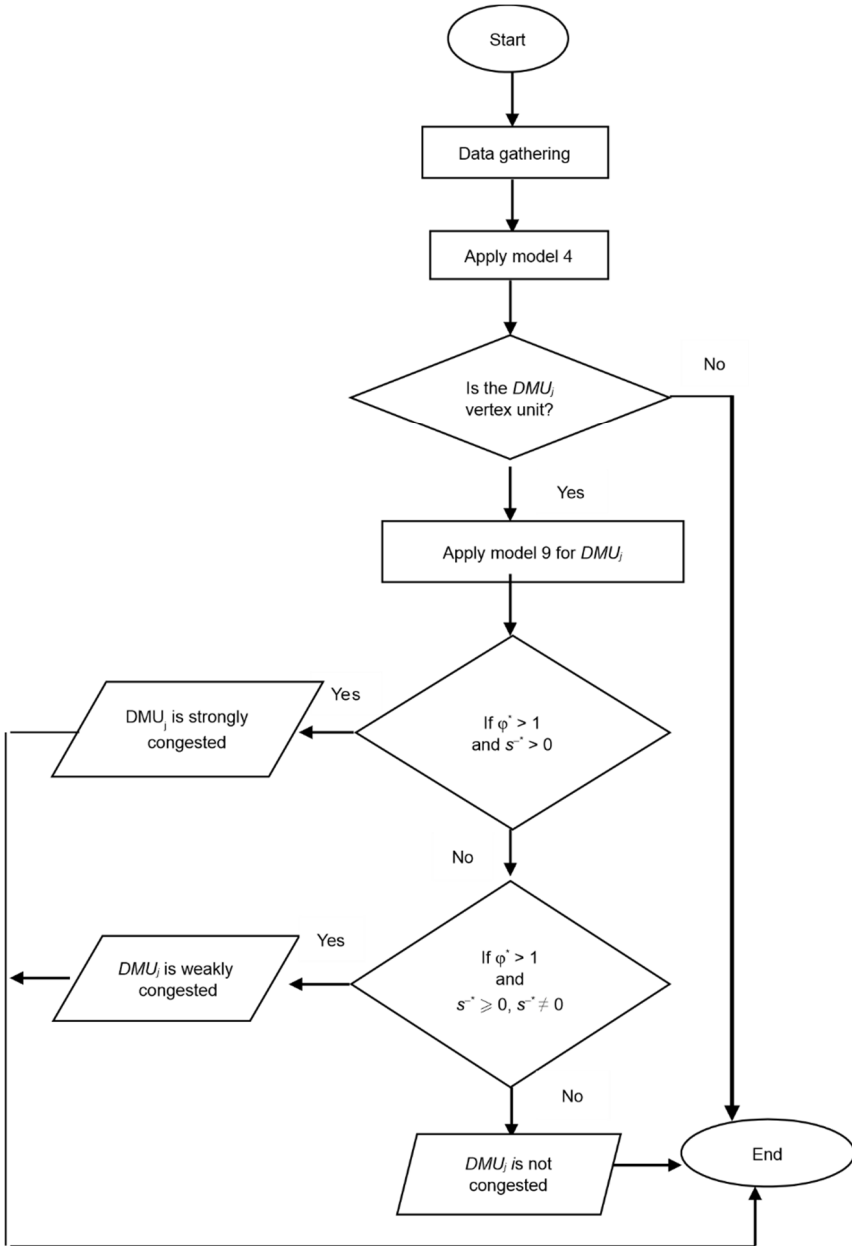 Start
Data gathering
Apply model 4
Is the DMUj
vertex unit?
No
Yes
Apply model 9 for DMUj
If φ* > 1
and s⁻* > 0
Yes
DMUj is strongly
congested
No
If φ* > 1
and
s⁻* ⩾ 0, s⁻* ≠ 0
Yes
DMUj is weakly
congested
No
DMUj is not
congested
End